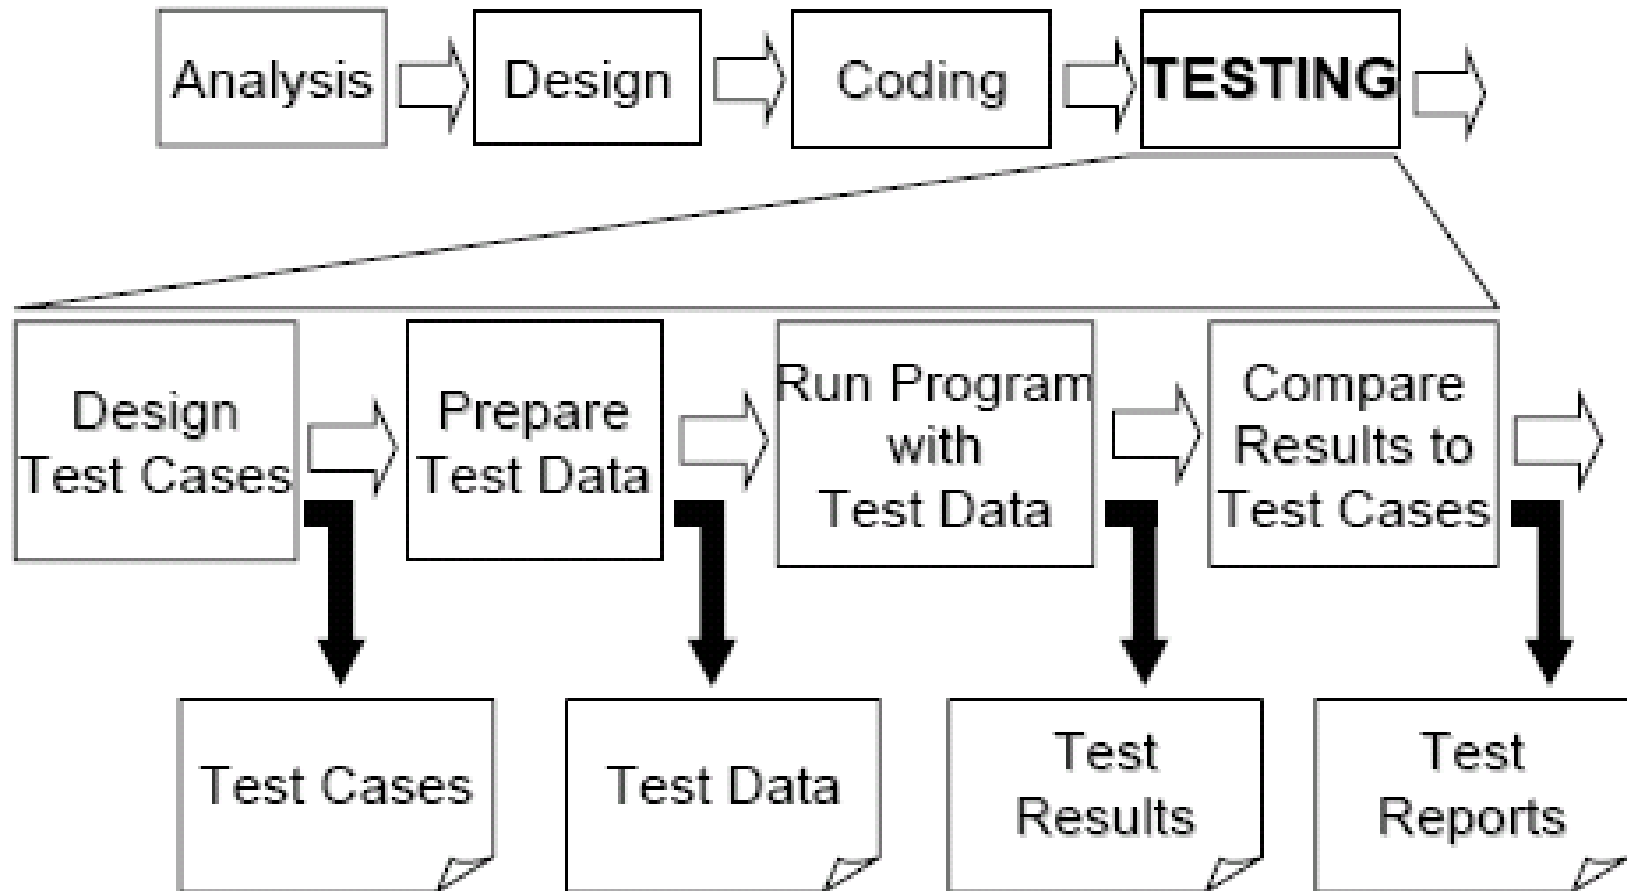 Analysis
Design
Coding
TESTING
Design
Test Cases
Prepare
Test Data
Run Program
with
Test Data
Compare
Results to
Test Cases
Test Cases
Test Data
Test
Results
Test
Reports